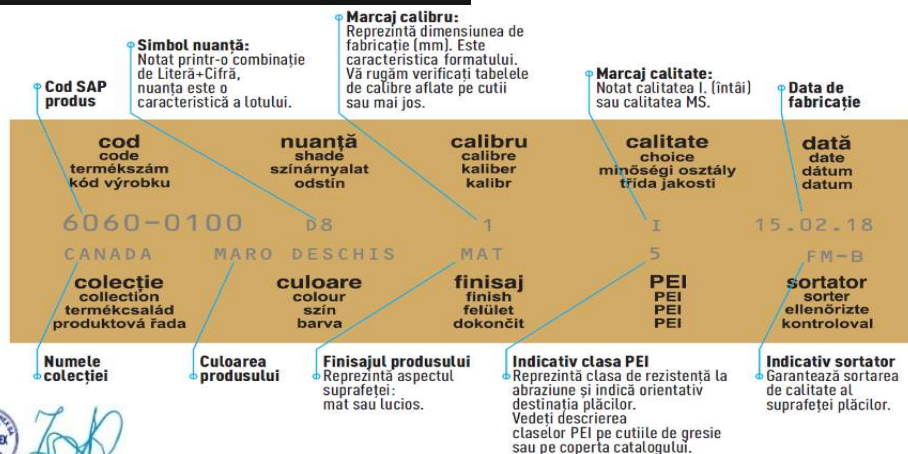 Marcaj calibru:
Reprezintă dimensiunea de
fabricație (mm). Este
caracteristica formatului.
Vă rugăm verificați tabelele
de calibre aflate pe cutii
sau mai jos.
Simbol nuanță:
Notat printr-o combinație
de Literă+Cifră,
nuanța este o
caracteristică a lotului.
Cod SAP
produs
Marcaj calitate:
Notat calitatea I. (întâi)
sau calitatea MS.
Data de
fabricație
cod nuanță calibru calitate dată
code shade calibre choice date
termékszám színárnyalat kaliber minőségi osztály dátum
kód výrobku odstín kalibr třída jakosti datum
6060-0100 D8 1 I 15.02.18
CANADA MARO DESCHIS MAT 5 FM-B
colecție culoare finisaj PEI sortator
collection colour finish PEI sorter
termékcsalád szín felület PEI ellenőrizte
produktová řada barva dokončit PEI kontroloval
Numele
colecției
Culoarea
produsului
Finisajul produsului
Reprezintă aspectul
suprafeței:
mat sau lucios.
Indicativ clasa PEI
Reprezintă clasa de rezistență la
abraziune și indică orientativ
destinația plăcilor.
Vedeți descrierea
claselor PEI pe cutiile de gresie
sau pe coperta catalogului.
Indicativ sortator
Garantează sortarea
de calitate al
suprafeței plăcilor.